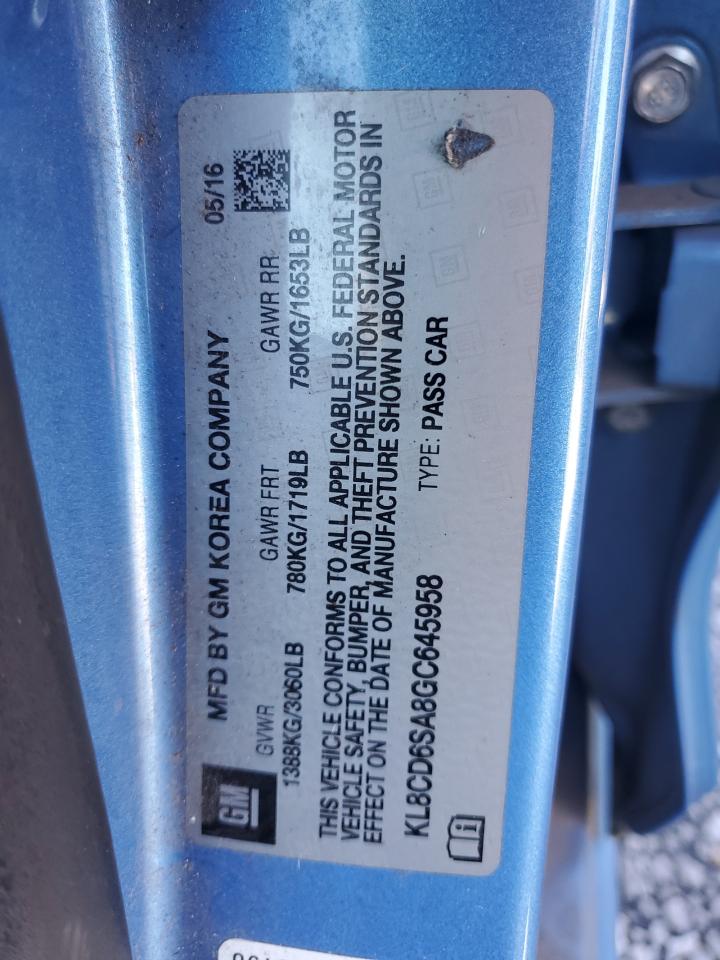 GM
MFD BY GM KOREA COMPANY 05/16
GVWR GAWR FRT GAWR RR
1388KG/3060LB 780KG/1719LB 750KG/1653LB
THIS VEHICLE CONFORMS TO ALL APPLICABLE U.S. FEDERAL MOTOR
VEHICLE SAFETY, BUMPER, AND THEFT PREVENTION STANDARDS IN
EFFECT ON THE DATE OF MANUFACTURE SHOWN ABOVE.
KL8CD6SA8GC645958 TYPE: PASS CAR